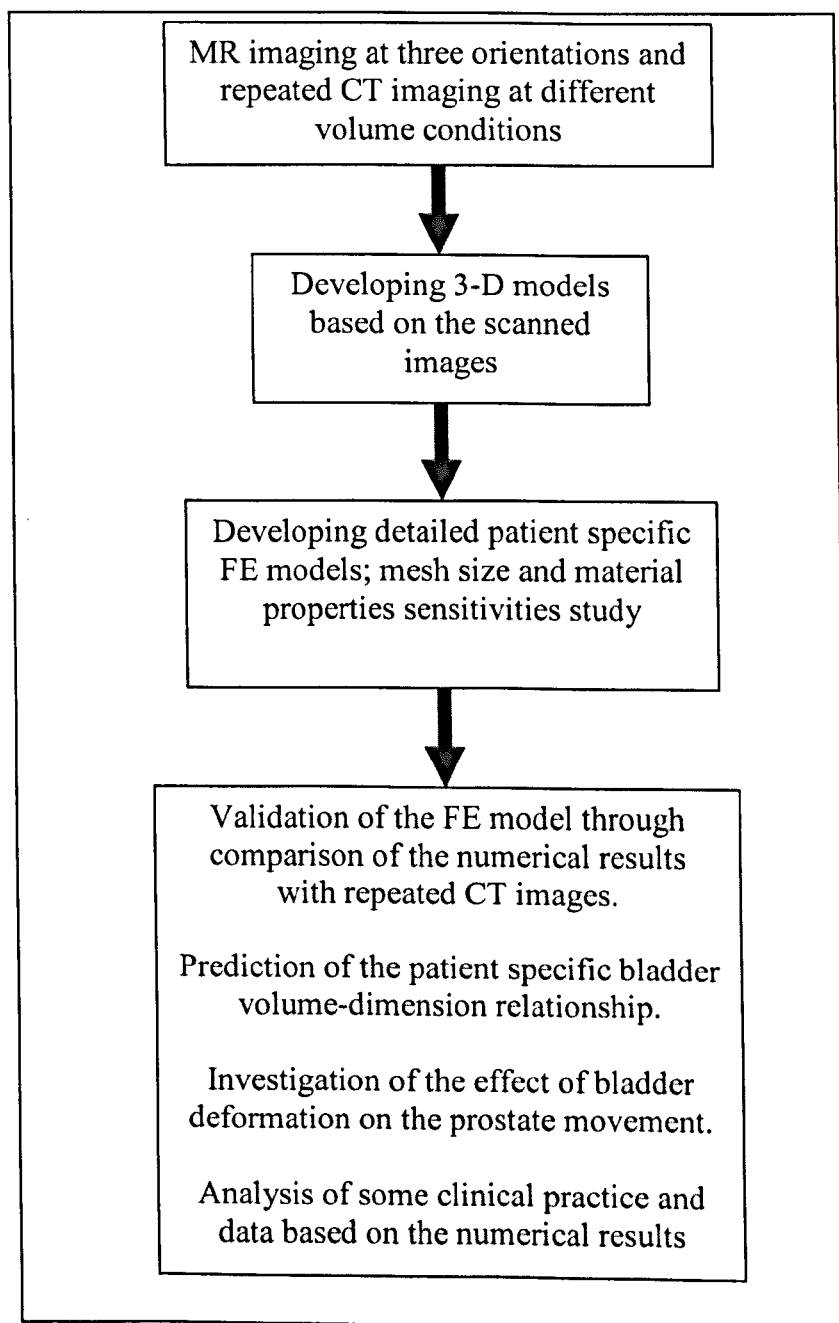 MR imaging at three orientations and
repeated CT imaging at different
volume conditions
Developing 3-D models
based on the scanned
images
Developing detailed patient specific
FE models; mesh size and material
properties sensitivities study
Validation of the FE model through
comparison of the numerical results
with repeated CT images.
Prediction of the patient specific bladder
volume-dimension relationship.
Investigation of the effect of bladder
deformation on the prostate movement.
Analysis of some clinical practice and
data based on the numerical results